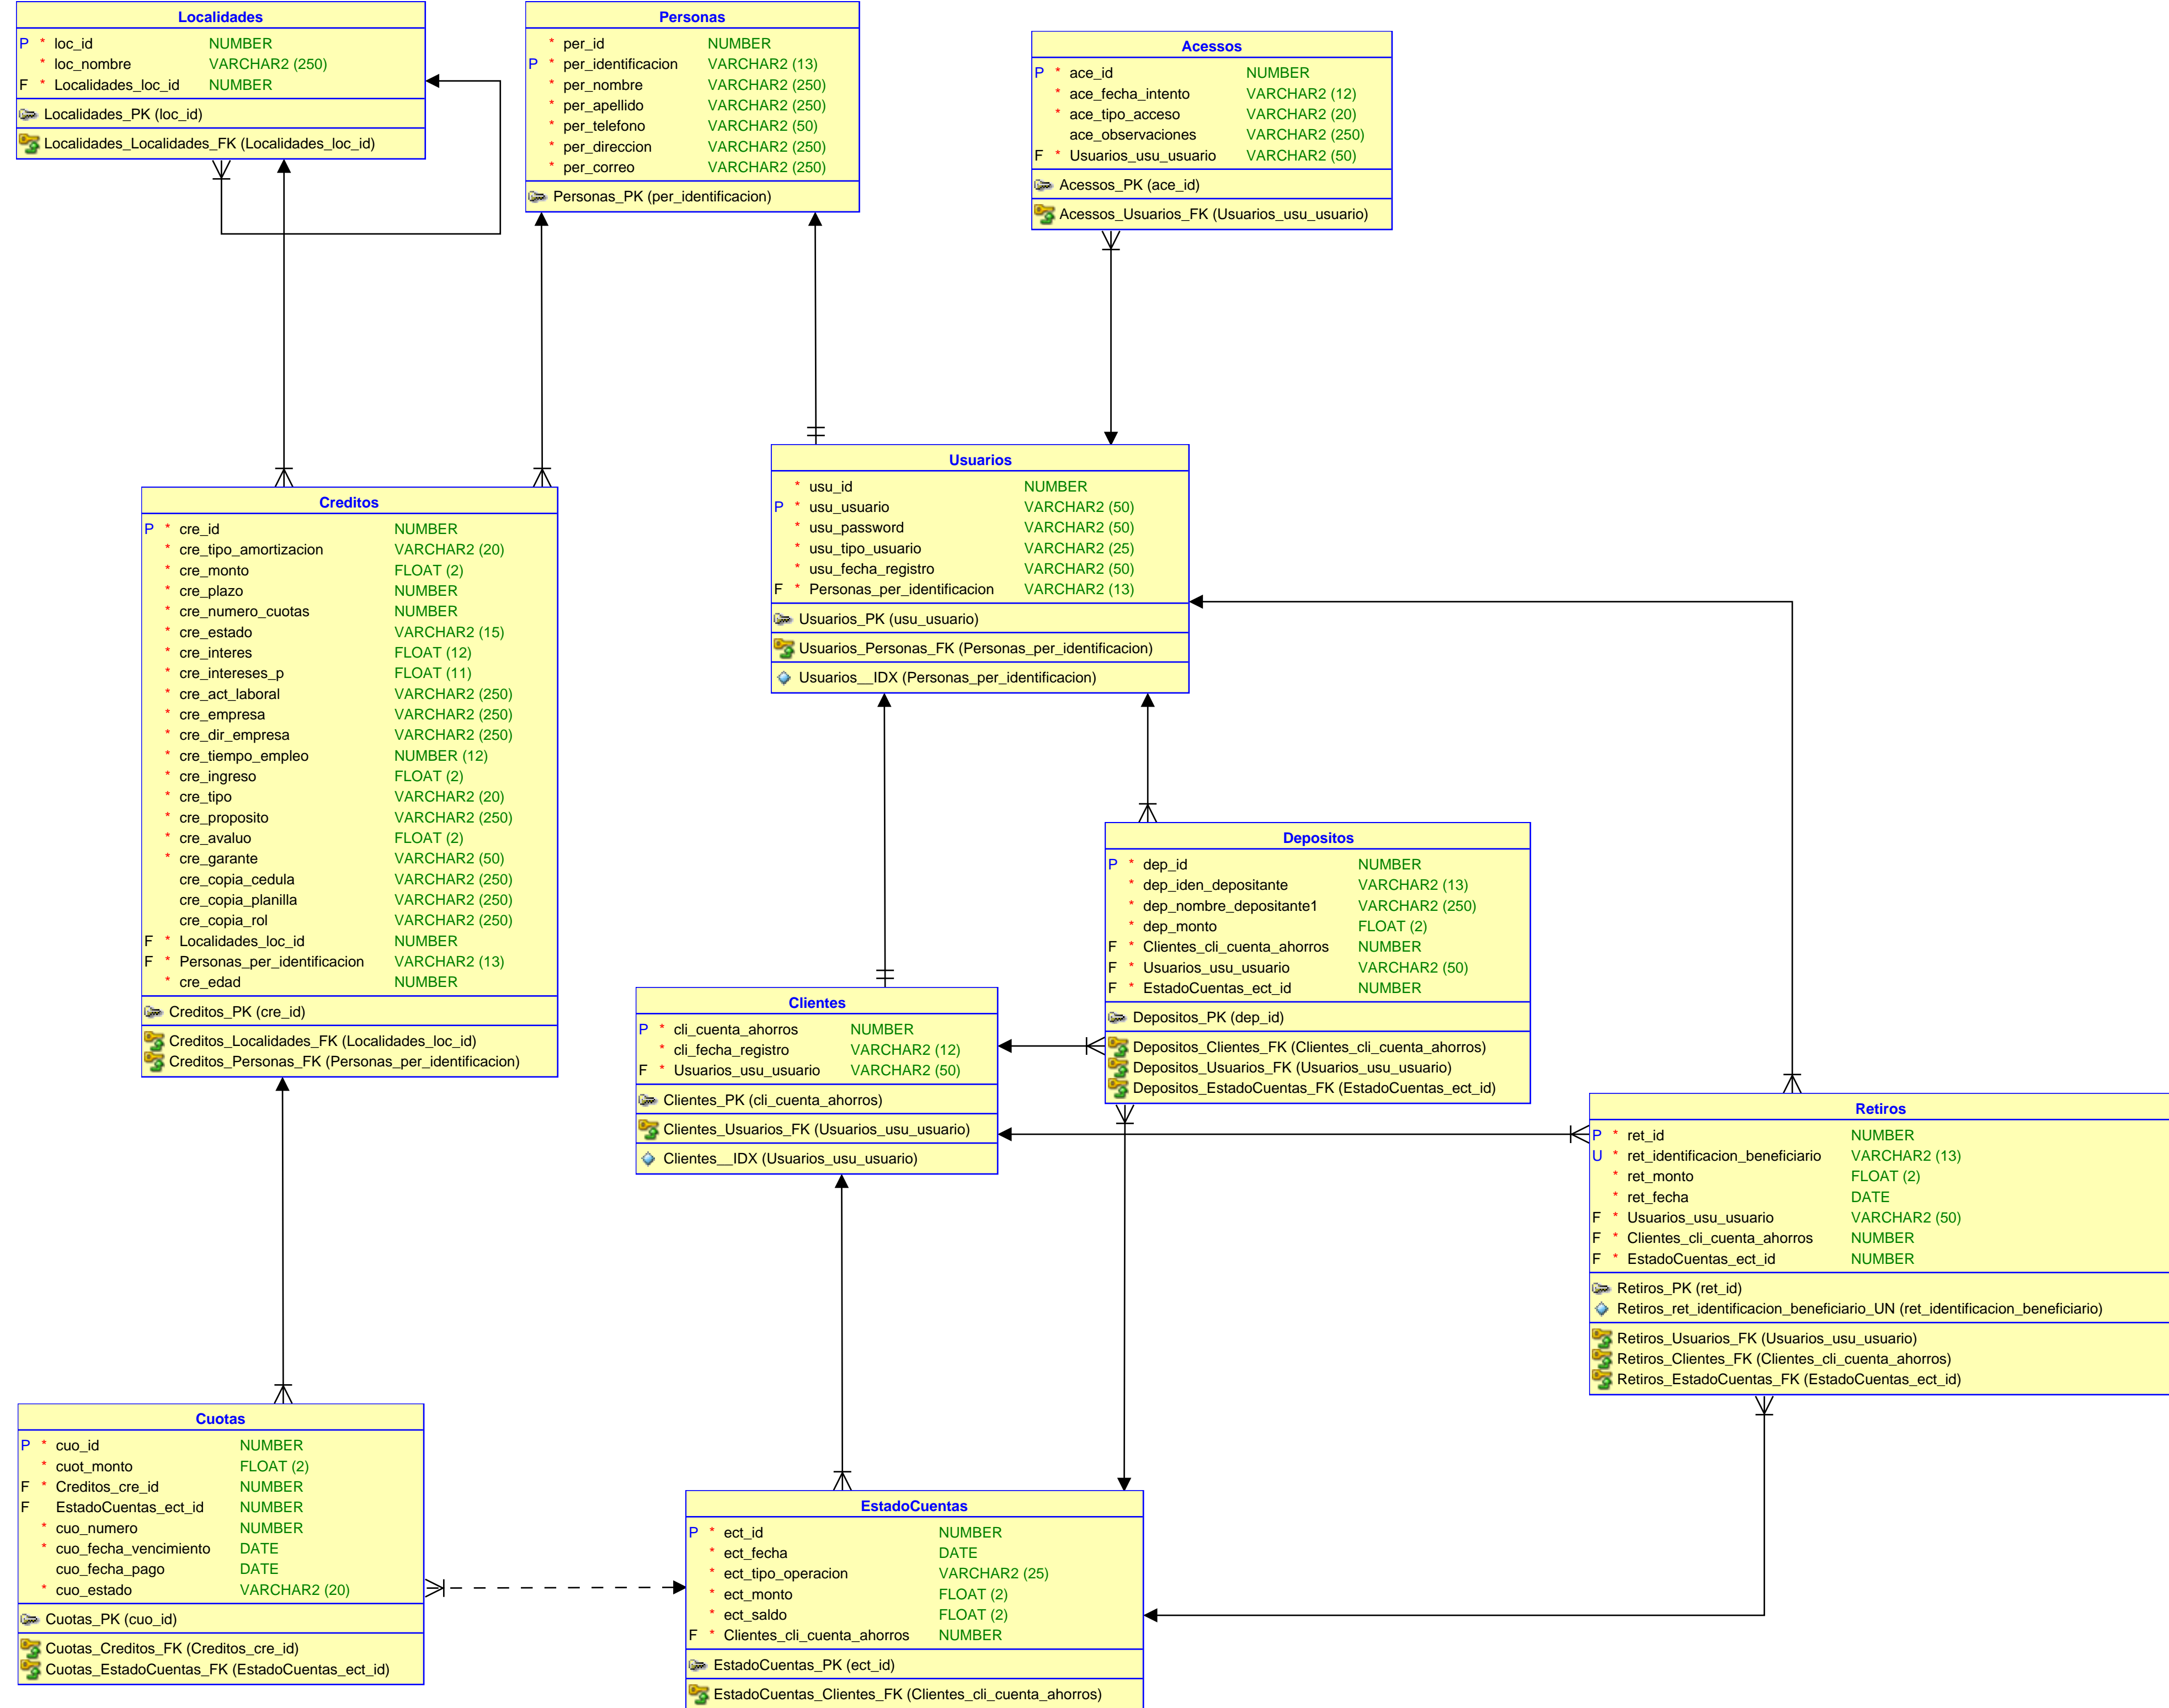 Localidades
P * loc_id NUMBER
* loc_nombre VARCHAR2 (250)
F * Localidades_loc_id NUMBER
Localidades_PK (loc_id)
Localidades_Localidades_FK (Localidades_loc_id)
Personas
* per_id NUMBER
P * per_identificacion VARCHAR2 (13)
* per_nombre VARCHAR2 (250)
* per_apellido VARCHAR2 (250)
* per_telefono VARCHAR2 (50)
* per_direccion VARCHAR2 (250)
* per_correo VARCHAR2 (250)
Personas_PK (per_identificacion)
Acessos
P * ace_id NUMBER
* ace_fecha_intento VARCHAR2 (12)
* ace_tipo_acceso VARCHAR2 (20)
ace_observaciones VARCHAR2 (250)
F * Usuarios_usu_usuario VARCHAR2 (50)
Acessos_PK (ace_id)
Acessos_Usuarios_FK (Usuarios_usu_usuario)
Usuarios
* usu_id NUMBER
P * usu_usuario VARCHAR2 (50)
* usu_password VARCHAR2 (50)
* usu_tipo_usuario VARCHAR2 (25)
* usu_fecha_registro VARCHAR2 (50)
F * Personas_per_identificacion VARCHAR2 (13)
Usuarios_PK (usu_usuario)
Usuarios_Personas_FK (Personas_per_identificacion)
Usuarios__IDX (Personas_per_identificacion)
Creditos
P * cre_id NUMBER
* cre_tipo_amortizacion VARCHAR2 (20)
* cre_monto FLOAT (2)
* cre_plazo NUMBER
* cre_numero_cuotas NUMBER
* cre_estado VARCHAR2 (15)
* cre_interes FLOAT (12)
* cre_intereses_p FLOAT (11)
* cre_act_laboral VARCHAR2 (250)
* cre_empresa VARCHAR2 (250)
* cre_dir_empresa VARCHAR2 (250)
* cre_tiempo_empleo NUMBER (12)
* cre_ingreso FLOAT (2)
* cre_tipo VARCHAR2 (20)
* cre_proposito VARCHAR2 (250)
* cre_avaluo FLOAT (2)
* cre_garante VARCHAR2 (50)
cre_copia_cedula VARCHAR2 (250)
cre_copia_planilla VARCHAR2 (250)
cre_copia_rol VARCHAR2 (250)
F * Localidades_loc_id NUMBER
F * Personas_per_identificacion VARCHAR2 (13)
* cre_edad NUMBER
Creditos_PK (cre_id)
Creditos_Localidades_FK (Localidades_loc_id)
Creditos_Personas_FK (Personas_per_identificacion)
Depositos
P * dep_id NUMBER
* dep_iden_depositante VARCHAR2 (13)
* dep_nombre_depositante1 VARCHAR2 (250)
* dep_monto FLOAT (2)
F * Clientes_cli_cuenta_ahorros NUMBER
F * Usuarios_usu_usuario VARCHAR2 (50)
F * EstadoCuentas_ect_id NUMBER
Depositos_PK (dep_id)
Depositos_Clientes_FK (Clientes_cli_cuenta_ahorros)
Depositos_Usuarios_FK (Usuarios_usu_usuario)
Depositos_EstadoCuentas_FK (EstadoCuentas_ect_id)
Clientes
P * cli_cuenta_ahorros NUMBER
* cli_fecha_registro VARCHAR2 (12)
F * Usuarios_usu_usuario VARCHAR2 (50)
Clientes_PK (cli_cuenta_ahorros)
Clientes_Usuarios_FK (Usuarios_usu_usuario)
Clientes__IDX (Usuarios_usu_usuario)
Retiros
P * ret_id NUMBER
U * ret_identificacion_beneficiario VARCHAR2 (13)
* ret_monto FLOAT (2)
* ret_fecha DATE
F * Usuarios_usu_usuario VARCHAR2 (50)
F * Clientes_cli_cuenta_ahorros NUMBER
F * EstadoCuentas_ect_id NUMBER
Retiros_PK (ret_id)
Retiros_ret_identificacion_beneficiario_UN (ret_identificacion_beneficiario)
Retiros_Usuarios_FK (Usuarios_usu_usuario)
Retiros_Clientes_FK (Clientes_cli_cuenta_ahorros)
Retiros_EstadoCuentas_FK (EstadoCuentas_ect_id)
Cuotas
P * cuo_id NUMBER
* cuot_monto FLOAT (2)
F * Creditos_cre_id NUMBER
F EstadoCuentas_ect_id NUMBER
* cuo_numero NUMBER
* cuo_fecha_vencimiento DATE
cuo_fecha_pago DATE
* cuo_estado VARCHAR2 (20)
Cuotas_PK (cuo_id)
Cuotas_Creditos_FK (Creditos_cre_id)
Cuotas_EstadoCuentas_FK (EstadoCuentas_ect_id)
EstadoCuentas
P * ect_id NUMBER
* ect_fecha DATE
* ect_tipo_operacion VARCHAR2 (25)
* ect_monto FLOAT (2)
* ect_saldo FLOAT (2)
F * Clientes_cli_cuenta_ahorros NUMBER
EstadoCuentas_PK (ect_id)
EstadoCuentas_Clientes_FK (Clientes_cli_cuenta_ahorros)